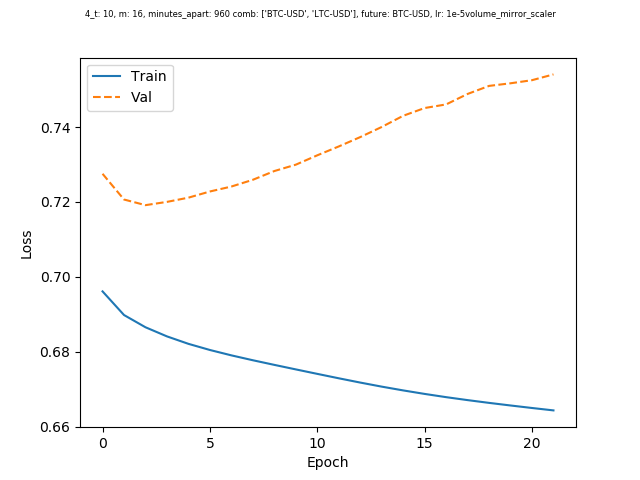 4_t: 10, m: 16, minutes_apart: 960 comb: ['BTC-USD', 'LTC-USD'], future: BTC-USD, lr: 1e-5volume_mirror_scaler
Train
Val
0.74
0.72
0.70
0.68
0.66
Loss
0
5
10
15
20
Epoch